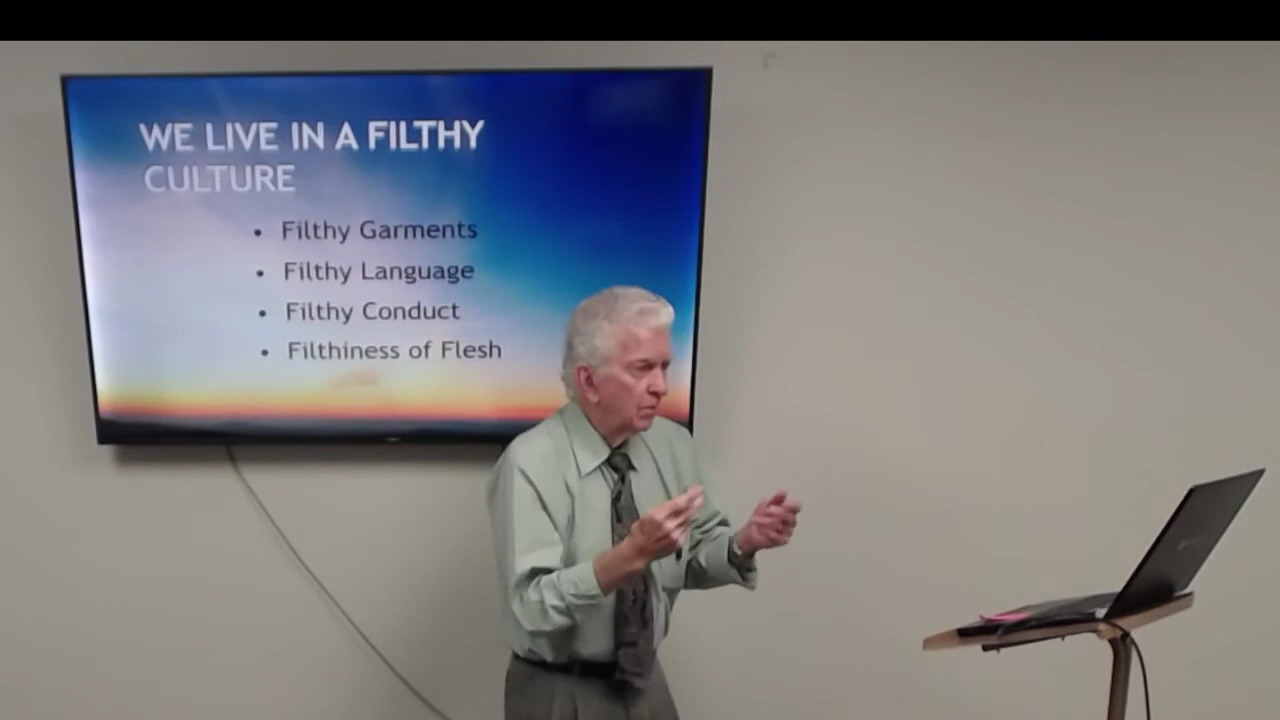 WE LIVE IN A FILTHY
CULTURE
• Filthy Garments
• Filthy Language
• Filthy Conduct
• Filthiness of Flesh